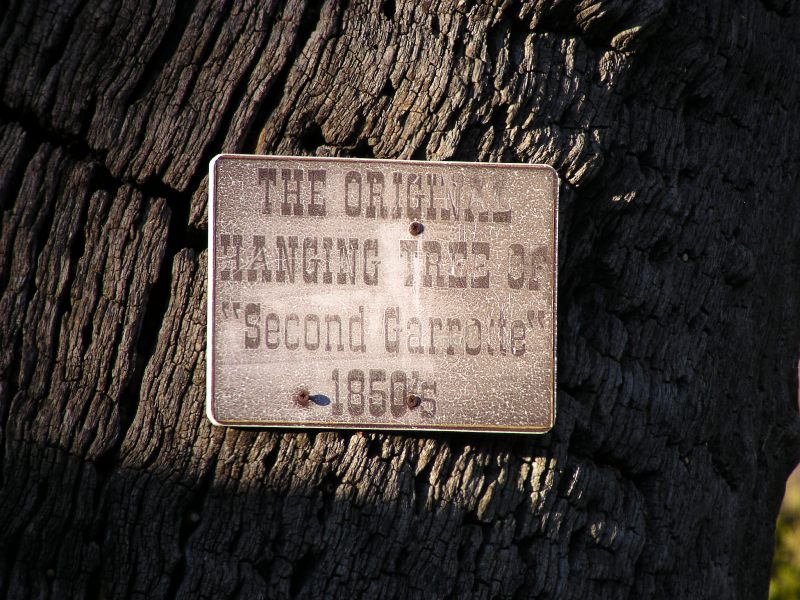 THE ORIGINAL
HANGING TREE OF
"Second Garrotte"
1850's